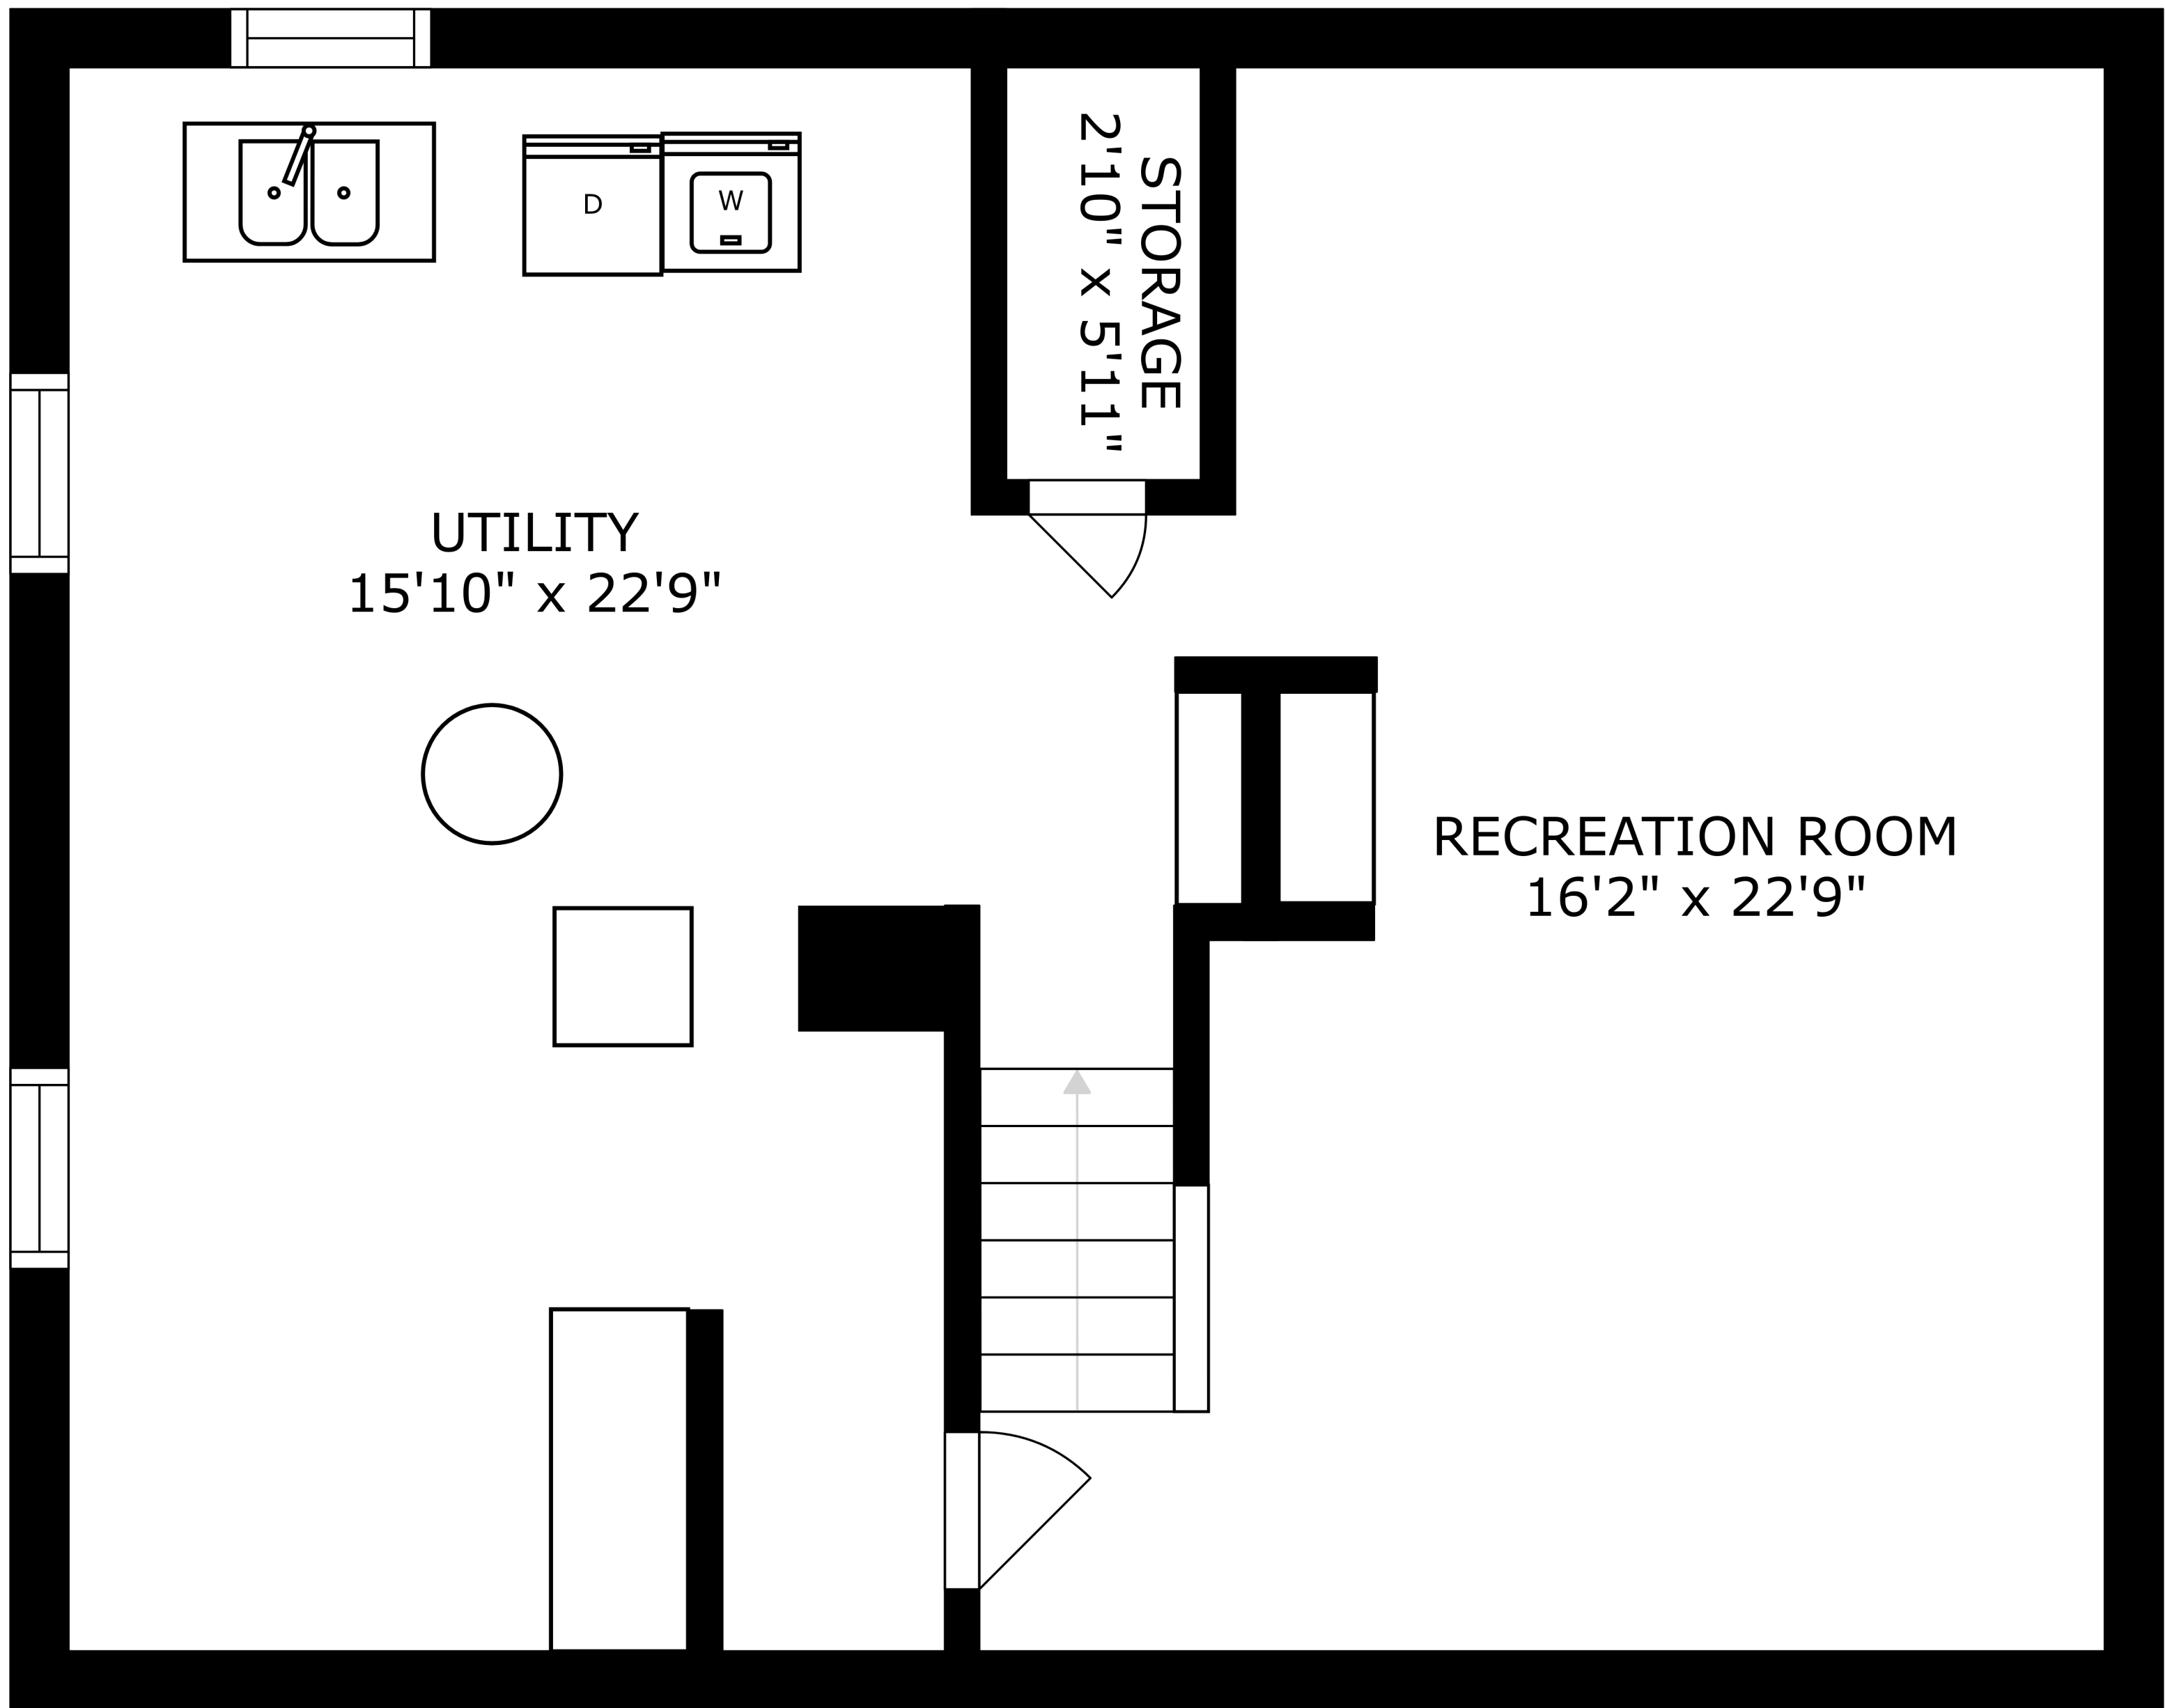 D
W
STORAGE
2'10" x 5'11"
UTILITY
15'10" x 22'9"
RECREATION ROOM
16'2" x 22'9"